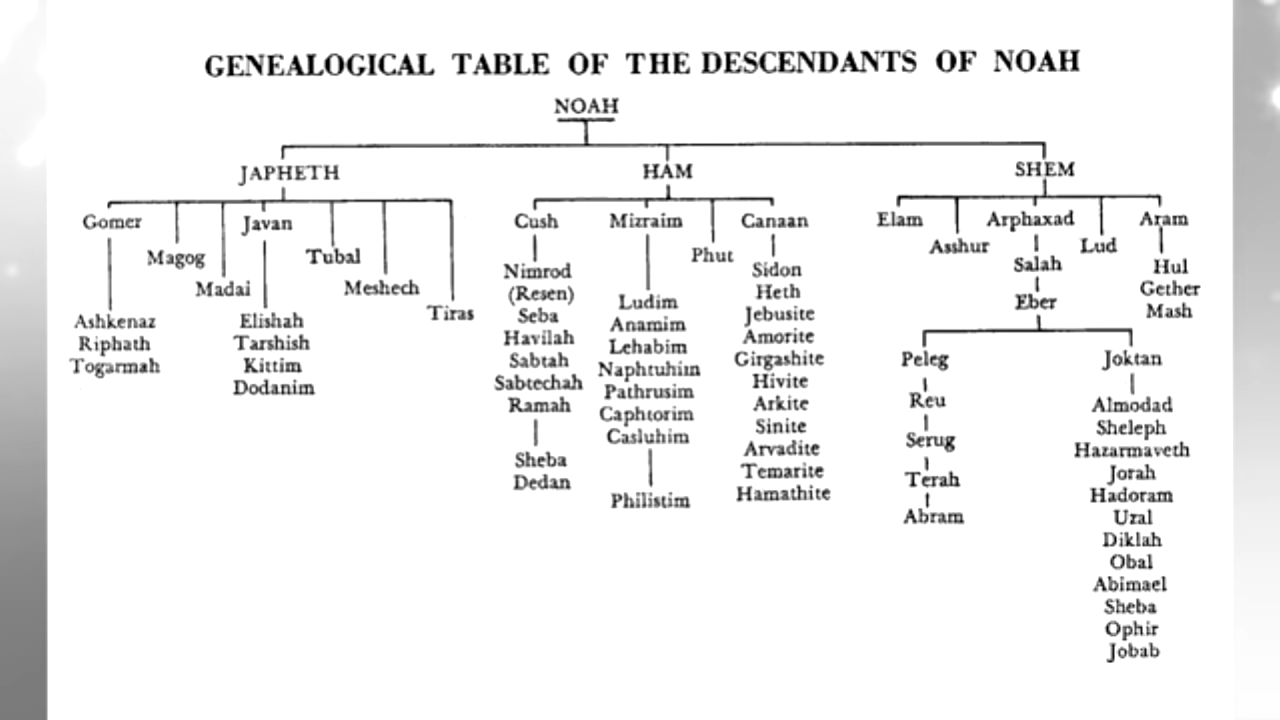 GENEALOGICAL TABLE OF THE DESCENDANTS OF NOAH
NOAH
JAPHETH
HAM
SHEM
Gomer
Magog
Madai
Javan
Tubal
Meshech
Tiras
Ashkenaz
Riphath
Togarmah
Elishah
Tarshish
Kittim
Dodanim
Cush
Mizraim
Phut
Canaan
Nimrod
(Resen)
Seba
Havilah
Sabtah
Sabtechah
Ramah
Sheba
Dedan
Ludim
Anamim
Lehabim
Naphtuhim
Pathrusim
Caphtorim
Casluhim
Philistim
Sidon
Heth
Jebusite
Amorite
Girgashite
Hivite
Arkite
Sinite
Arvadite
Temarite
Hamathite
Elam
Asshur
Arphaxad
Lud
Aram
Salah
Eber
Hul
Gether
Mash
Peleg
Reu
Serug
Terah
Abram
Joktan
Almodad
Sheleph
Hazarmaveth
Jorah
Hadoram
Uzal
Diklah
Obal
Abimael
Sheba
Ophir
Jobab